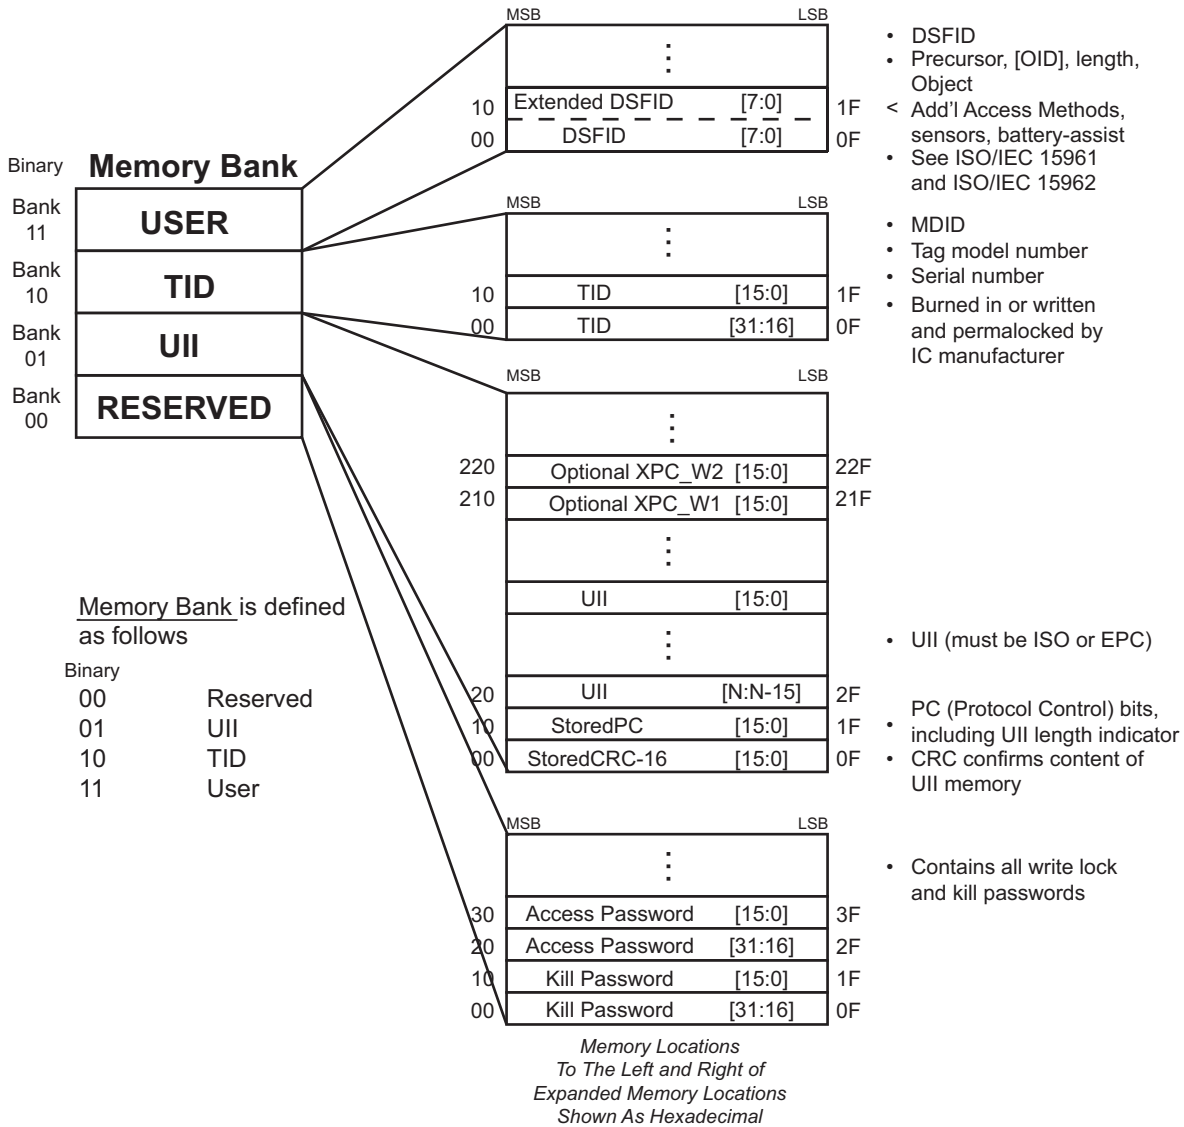 Binary
Memory Bank
Bank
11
USER
Bank
10
TID
Bank
01
UII
Bank
00
RESERVED
Memory Bank is defined
as follows
Binary
00 Reserved
01 UII
10 TID
11 User
MSB LSB
⋮
10 Extended DSFID [7:0] 1F
00 DSFID [7:0] 0F
• DSFID
• Precursor, [OID], length,
Object
< Add'l Access Methods,
sensors, battery-assist
• See ISO/IEC 15961
and ISO/IEC 15962
MSB LSB
⋮
10 TID [15:0] 1F
00 TID [31:16] 0F
• MDID
• Tag model number
• Serial number
• Burned in or written
and permalocked by
IC manufacturer
MSB LSB
⋮
220 Optional XPC_W2 [15:0] 22F
210 Optional XPC_W1 [15:0] 21F
⋮
UII [15:0]
⋮
20 UII [N:N-15] 2F
10 StoredPC [15:0] 1F
00 StoredCRC-16 [15:0] 0F
• UII (must be ISO or EPC)
• PC (Protocol Control) bits,
including UII length indicator
• CRC confirms content of
UII memory
MSB LSB
⋮
30 Access Password [15:0] 3F
20 Access Password [31:16] 2F
10 Kill Password [15:0] 1F
00 Kill Password [31:16] 0F
• Contains all write lock
and kill passwords
Memory Locations
To The Left and Right of
Expanded Memory Locations
Shown As Hexadecimal